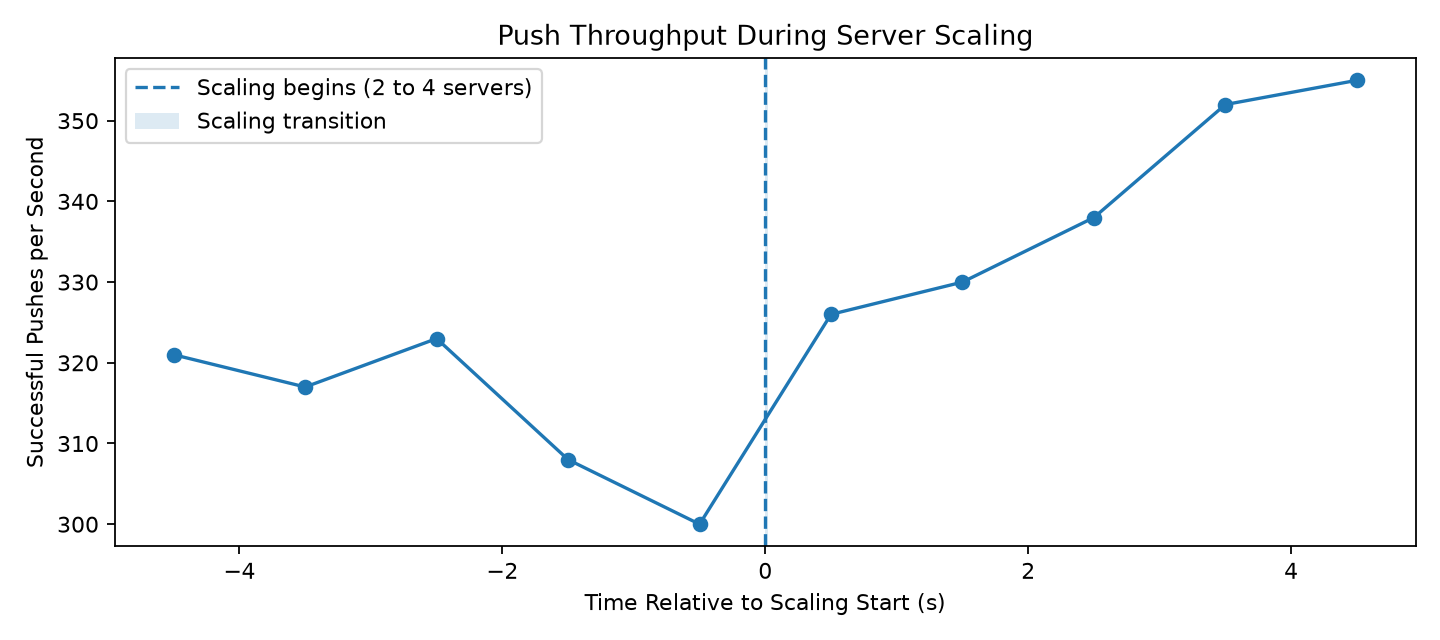 Push Throughput During Server Scaling
Scaling begins (2 to 4 servers)
Scaling transition
Successful Pushes per Second
350
340
330
320
310
300
−4
−2
0
2
4
Time Relative to Scaling Start (s)